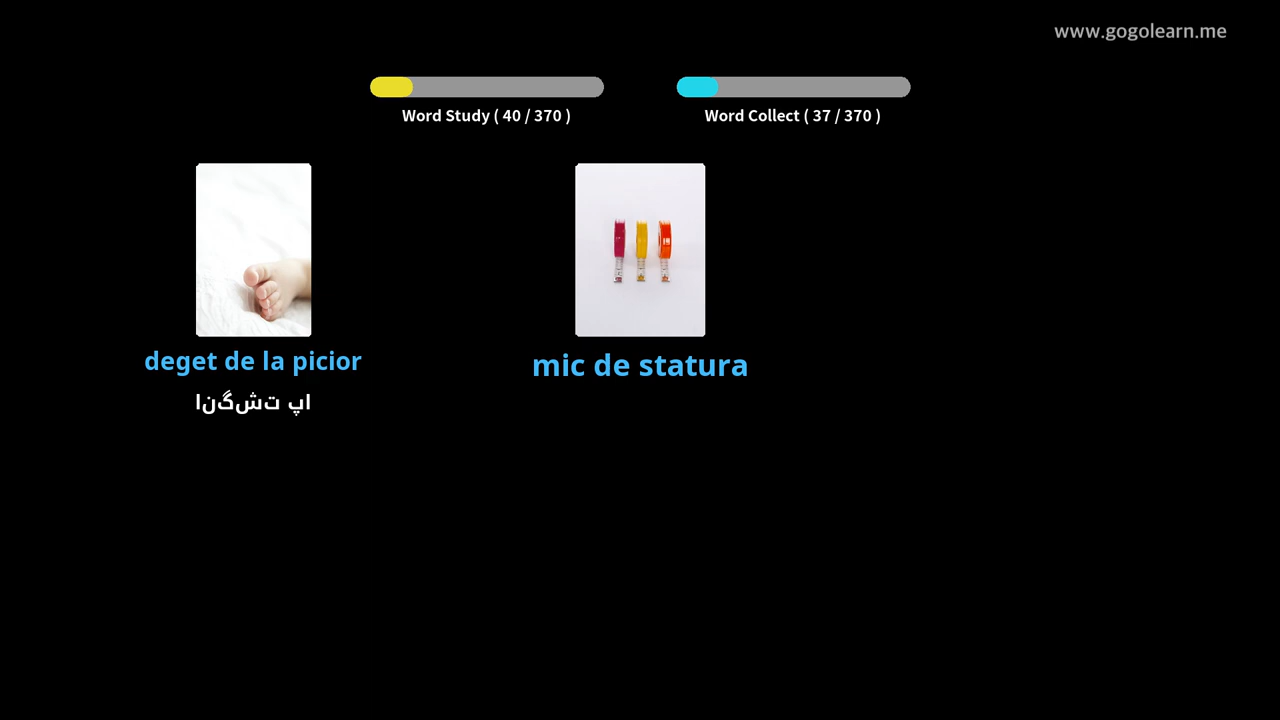 www.gogolearn.me
Word Study ( 40 / 370 )
Word Collect ( 37 / 370 )
deget de la picior
انگشت پا
mic de statura